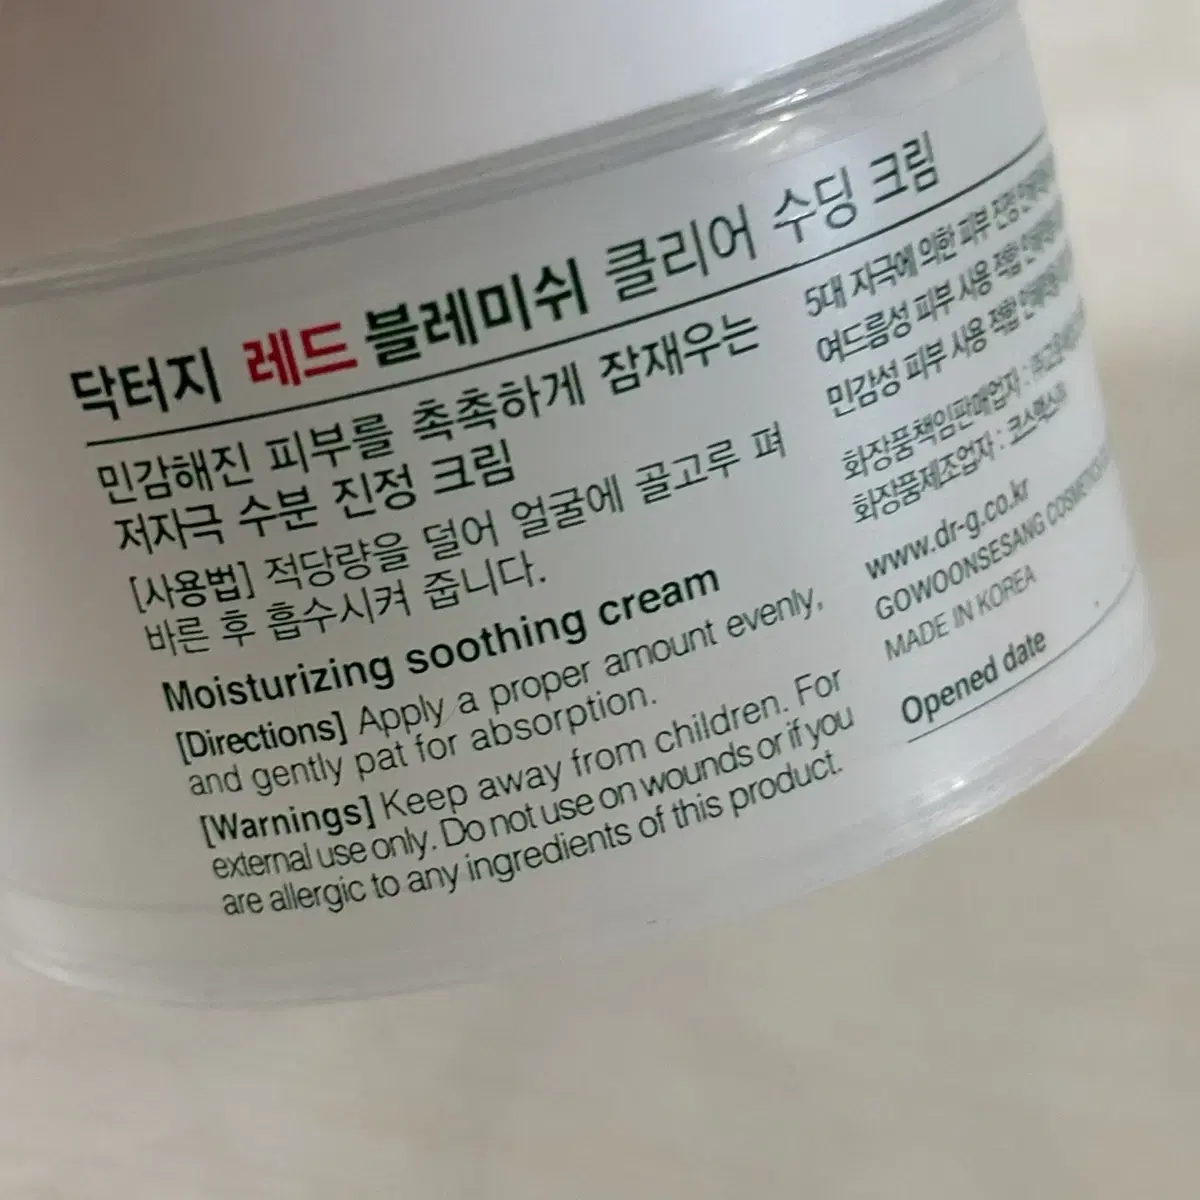 닥터지 레드 블레미쉬 클리어 수딩 크림
민감해진 피부를 촉촉하게 잠재우는
저자극 수분 진정 크림
[사용법] 적당량을 덜어 얼굴에 골고루 펴
바른 후 흡수시켜 줍니다.
Moisturizing soothing cream
[Directions] Apply a proper amount evenly,
and gently pat for absorption.
[Warnings] Keep away from children. For
external use only. Do not use on wounds or if you
are allergic to any ingredients of this product.
5대 자극에 의한 피부 진정
여드름성 피부 사용 적합
민감성 피부 사용 적합
화장품책임판매업자 :
화장품제조업자 : 코스맥스㈜
www.dr-g.co.kr
GOWOONSESANG COSMETICS
MADE IN KOREA
Opened date